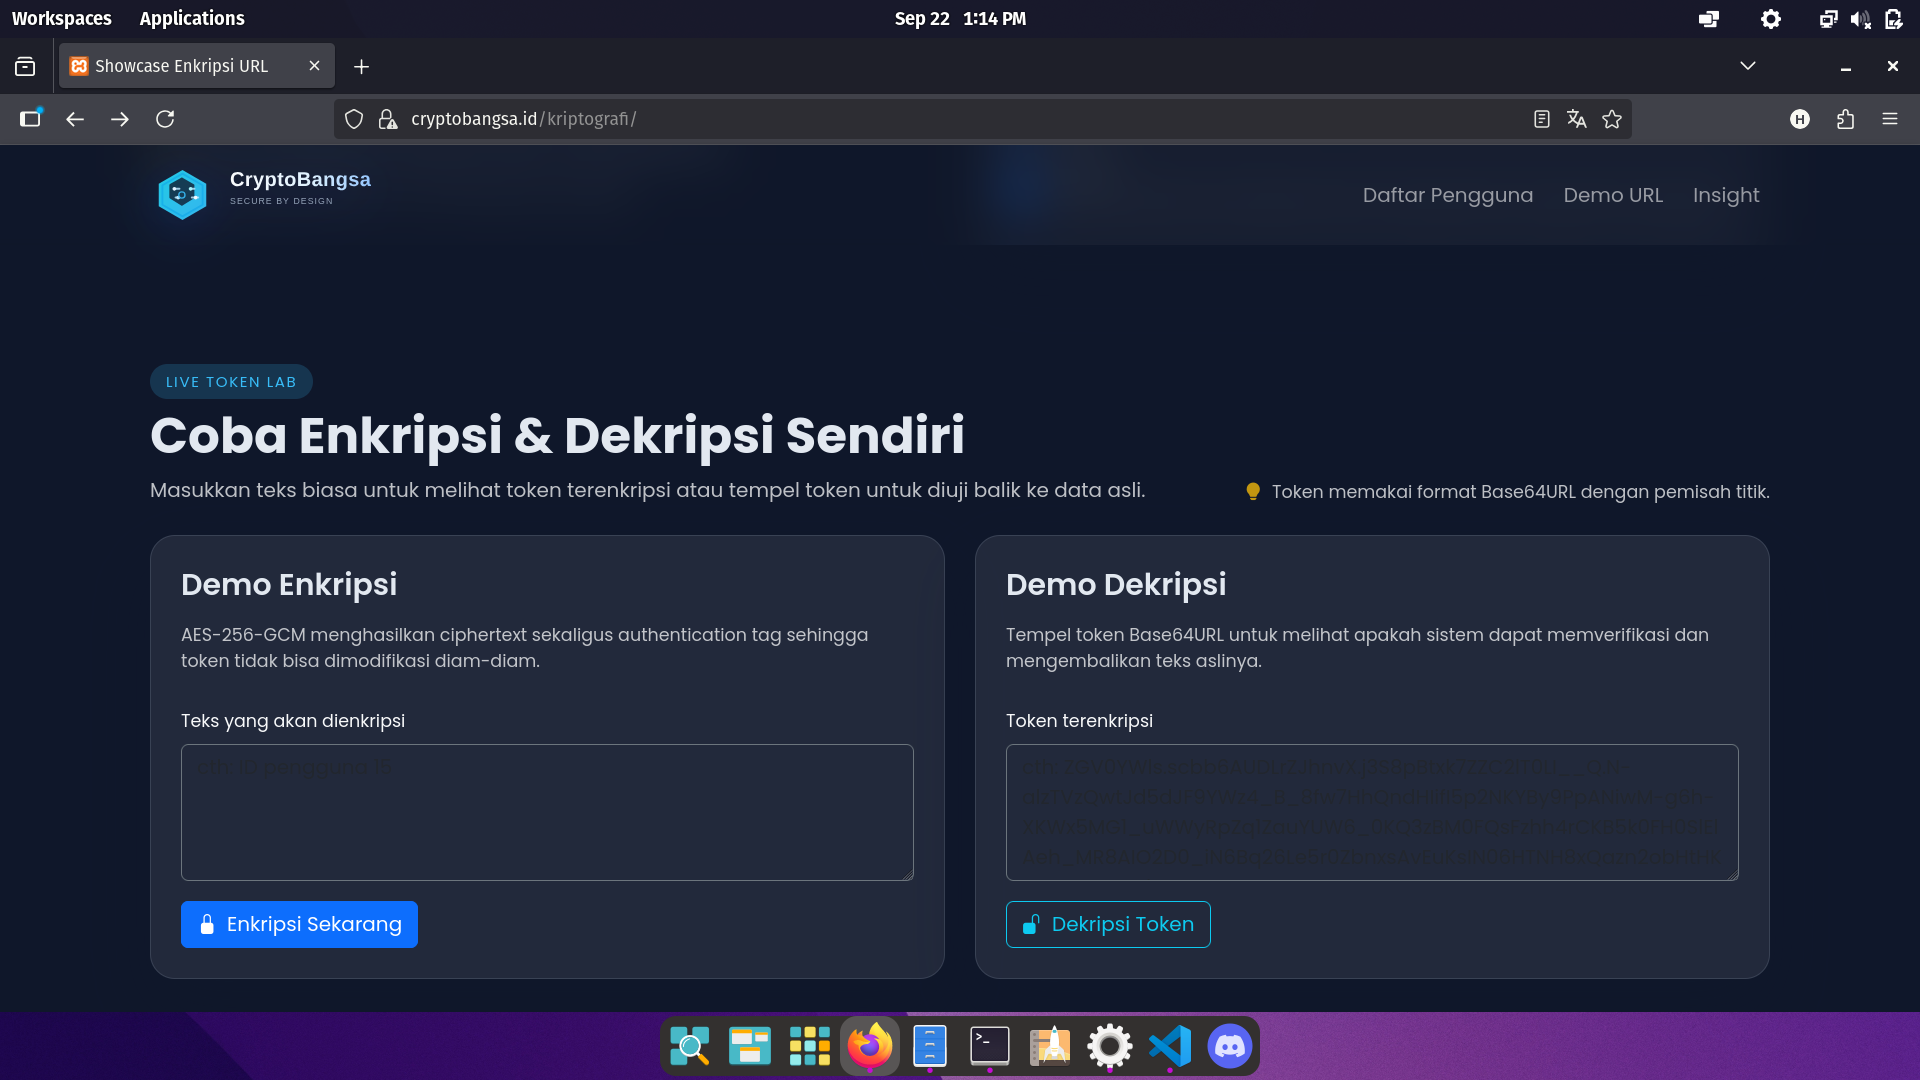 Workspaces Applications Sep 22 1:14 PM
Showcase Enkripsi URL
cryptobangsa.id/kriptografi/
H
CryptoBangsa
SECURE BY DESIGN
Daftar Pengguna Demo URL Insight
LIVE TOKEN LAB
Coba Enkripsi & Dekripsi Sendiri
Masukkan teks biasa untuk melihat token terenkripsi atau tempel token untuk diuji balik ke data asli.
Token memakai format Base64URL dengan pemisah titik.
Demo Enkripsi
AES-256-GCM menghasilkan ciphertext sekaligus authentication tag sehingga
token tidak bisa dimodifikasi diam-diam.
Teks yang akan dienkripsi
cth: ID pengguna 15
Enkripsi Sekarang
Demo Dekripsi
Tempel token Base64URL untuk melihat apakah sistem dapat memverifikasi dan
mengembalikan teks aslinya.
Token terenkripsi
Dekripsi Token